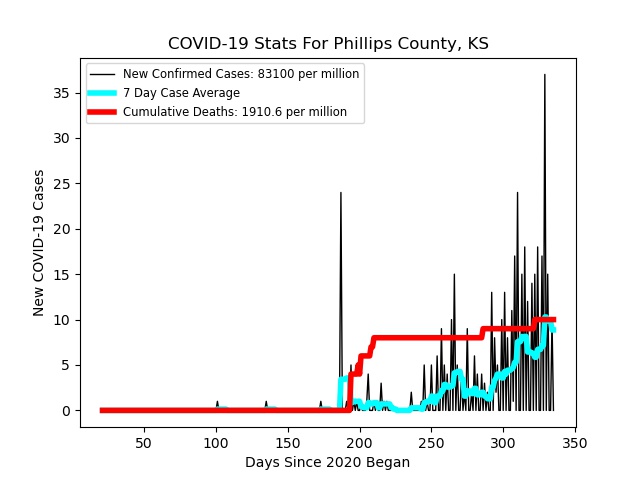 COVID-19 Stats For Phillips County, KS
New Confirmed Cases: 83100 per million
7 Day Case Average
Cumulative Deaths: 1910.6 per million
New COVID-19 Cases
35
30
25
20
15
10
5
0
50 100 150 200 250 300 350
Days Since 2020 Began